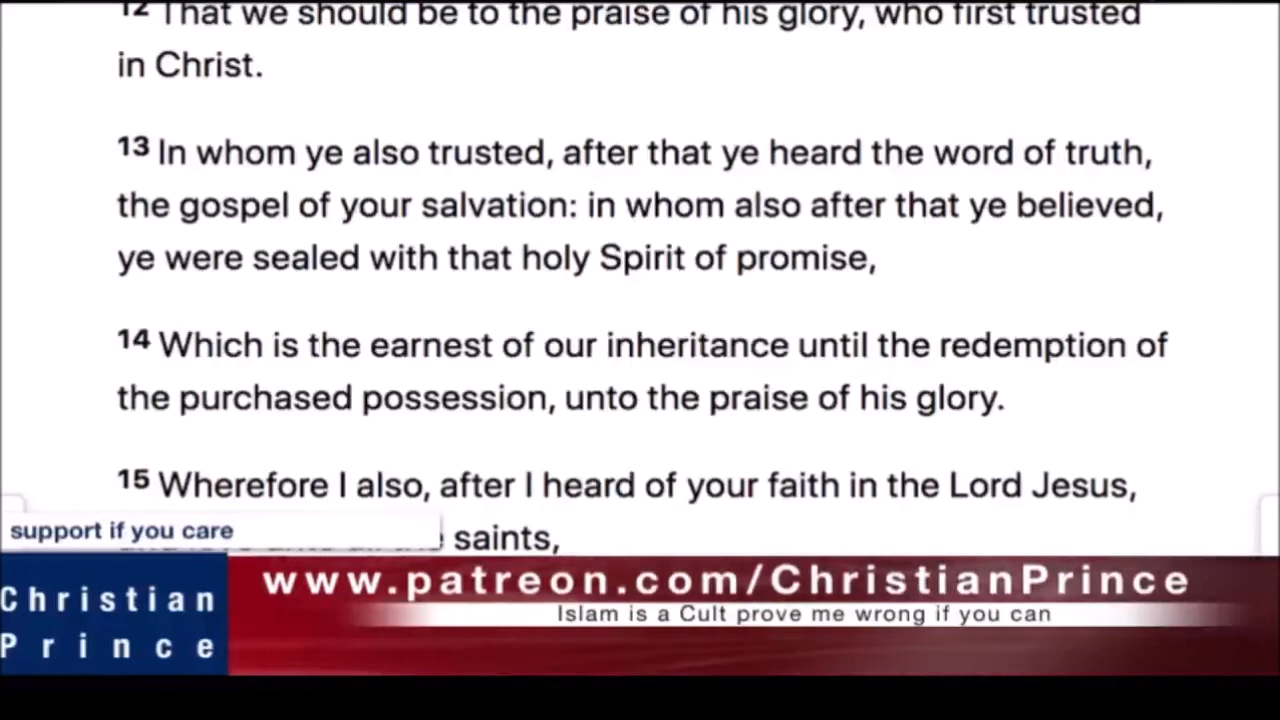 12 That we should be to the praise of his glory, who first trusted
in Christ.
13 In whom ye also trusted, after that ye heard the word of truth,
the gospel of your salvation: in whom also after that ye believed,
ye were sealed with that holy Spirit of promise,
14 Which is the earnest of our inheritance until the redemption of
the purchased possession, unto the praise of his glory.
15 Wherefore I also, after I heard of your faith in the Lord Jesus,
saints,
support if you care
Christian
Prince
www.patreon.com/ChristianPrince
Islam is a Cult prove me wrong if you can